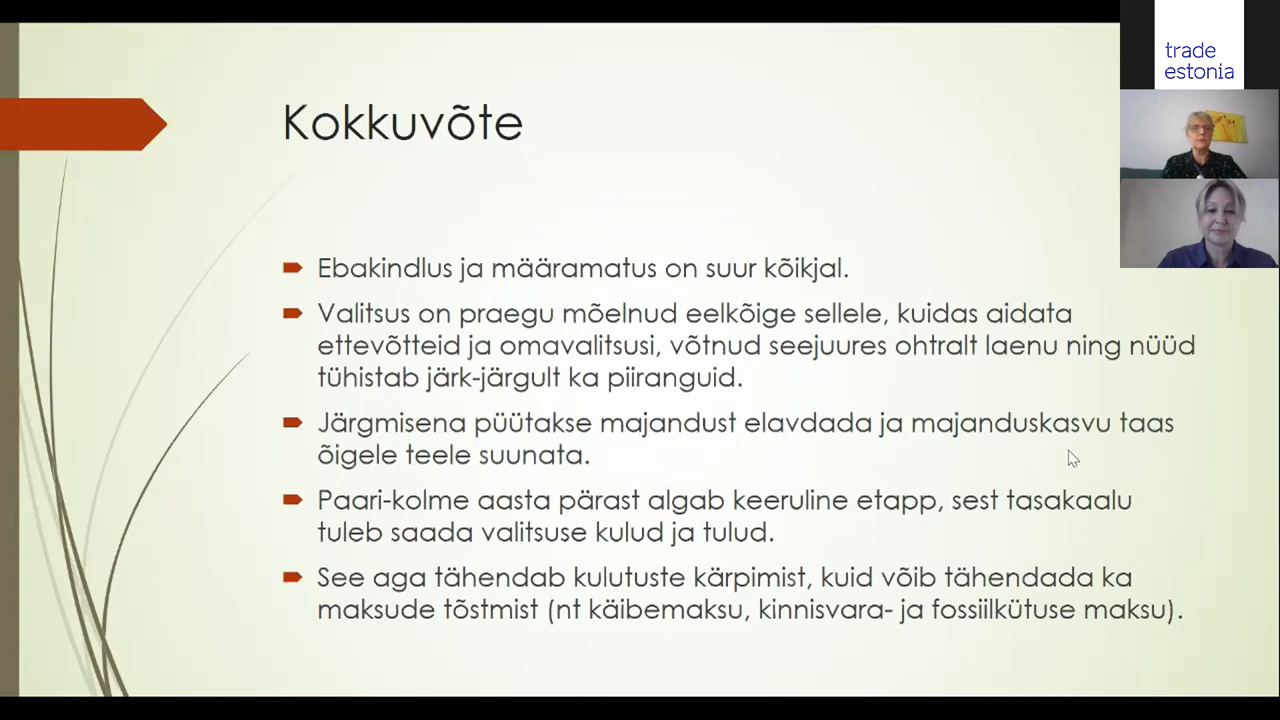 trade
estonia
Kokkuvõte
Ebakindlus ja määramatus on suur kõikjal.
Valitsus on praegu mõelnud eelkõige sellele, kuidas aidata
ettevõtteid ja omavalitsusi, võtnud seejuures ohtralt laenu ning nüüd
tühistab järk-järgult ka piiranguid.
Järgmisena püütakse majandust elavdada ja majanduskasvu taas
õigele teele suunata.
Paari-kolme aasta pärast algab keeruline etapp, sest tasakaalu
tuleb saada valitsuse kulud ja tulud.
See aga tähendab kulutuste kärpimist, kuid võib tähendada ka
maksude tõstmist (nt käibemaksu, kinnisvara- ja fossiilkütuse maksu).